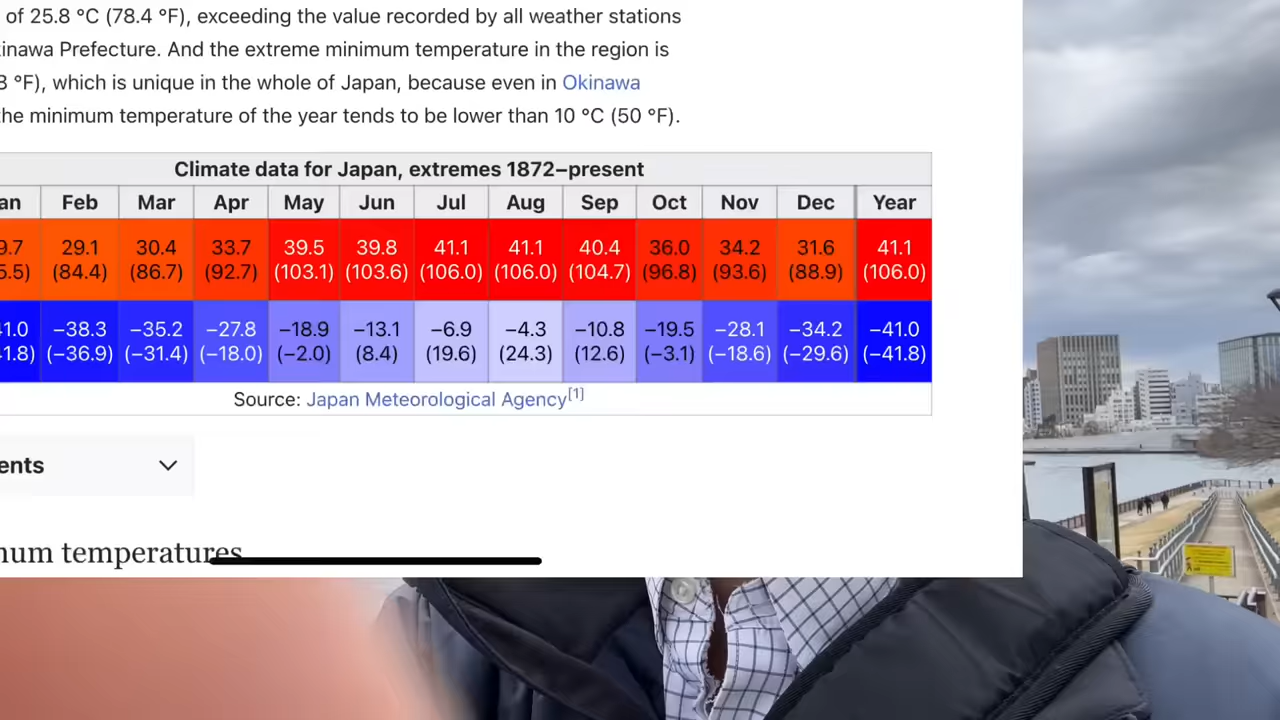 of 25.8 °C (78.4 °F), exceeding the value recorded by all weather stations
inawa Prefecture. And the extreme minimum temperature in the region is
°F), which is unique in the whole of Japan, because even in Okinawa
the minimum temperature of the year tends to be lower than 10 °C (50 °F).
Climate data for Japan, extremes 1872–present
an Feb Mar Apr May Jun Jul Aug Sep Oct Nov Dec Year
9.7 29.1 30.4 33.7 39.5 39.8 41.1 41.1 40.4 36.0 34.2 31.6 41.1
5.5) (84.4) (86.7) (92.7) (103.1) (103.6) (106.0) (106.0) (104.7) (96.8) (93.6) (88.9) (106.0)
1.0 −38.3 −35.2 −27.8 −18.9 −13.1 −6.9 −4.3 −10.8 −19.5 −28.1 −34.2 −41.0
1.8) (−36.9) (−31.4) (−18.0) (−2.0) (8.4) (19.6) (24.3) (12.6) (−3.1) (−18.6) (−29.6) (−41.8)
Source: Japan Meteorological Agency[1]
ents
num temperatures